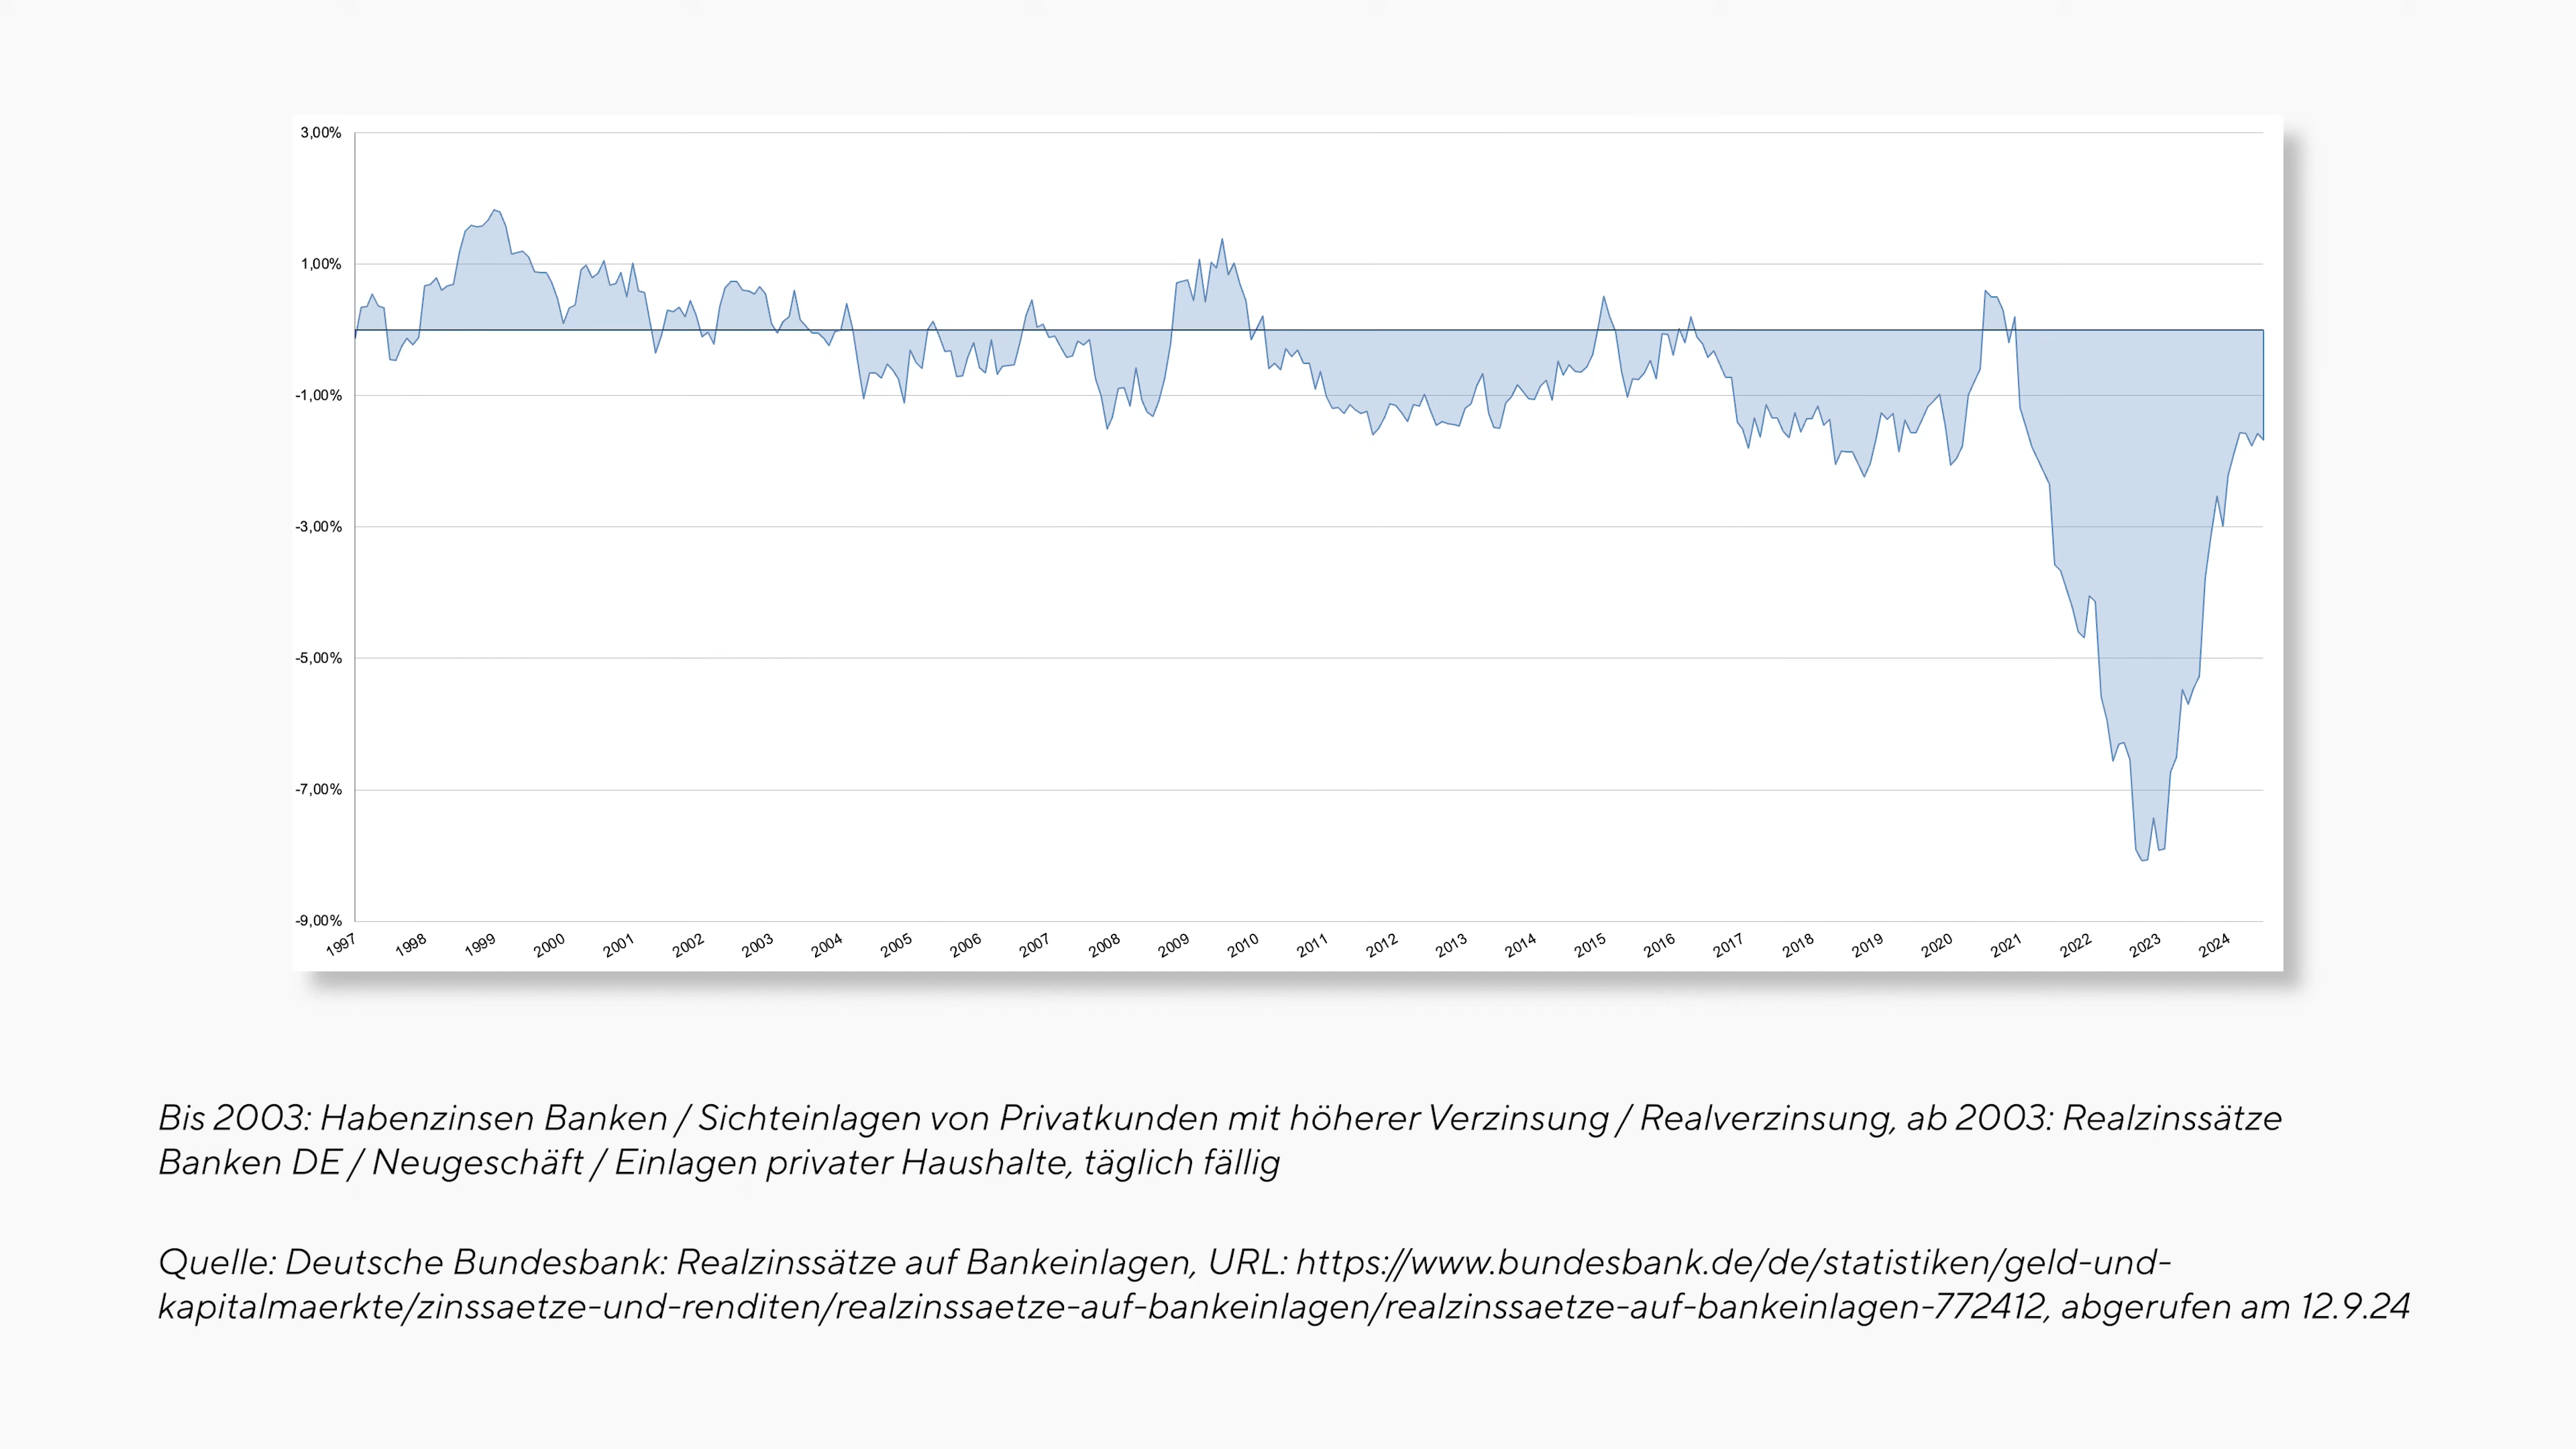 3,00%
1,00%
-1,00%
-3,00%
-5,00%
-7,00%
-9,00%
1997 1998 1999 2000 2001 2002 2003 2004 2005 2006 2007 2008 2009 2010 2011 2012 2013 2014 2015 2016 2017 2018 2019 2020 2021 2022 2023 2024
Bis 2003: Habenzinsen Banken / Sichteinlagen von Privatkunden mit höherer Verzinsung / Realverzinsung, ab 2003: Realzinssätze
Banken DE / Neugeschäft / Einlagen privater Haushalte, täglich fällig
Quelle: Deutsche Bundesbank: Realzinssätze auf Bankeinlagen, URL: https://www.bundesbank.de/de/statistiken/geld-und-
kapitalmaerkte/zinssaetze-und-renditen/realzinssaetze-auf-bankeinlagen/realzinssaetze-auf-bankeinlagen-772412, abgerufen am 12.9.24